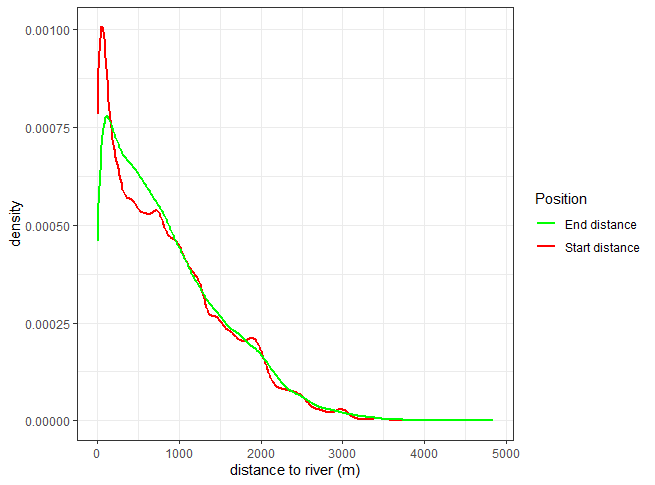 0.00100
0.00075
0.00050
0.00025
0.00000
density
0 1000 2000 3000 4000 5000
distance to river (m)
Position
End distance
Start distance